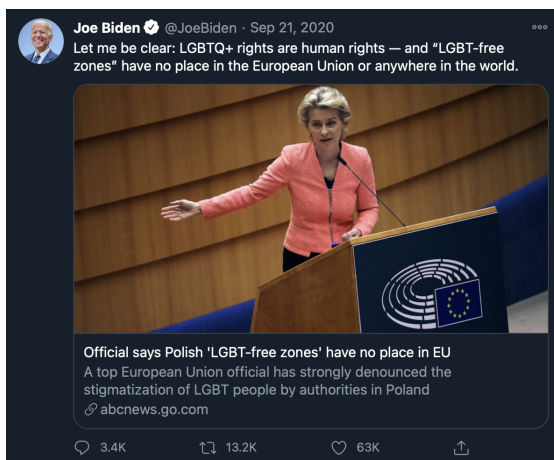 Joe Biden @JoeBiden · Sep 21, 2020
Let me be clear: LGBTQ+ rights are human rights — and “LGBT-free
zones” have no place in the European Union or anywhere in the world.
Official says Polish 'LGBT-free zones' have no place in EU
A top European Union official has strongly denounced the
stigmatization of LGBT people by authorities in Poland
abcnews.go.com
3.4K 13.2K 63K